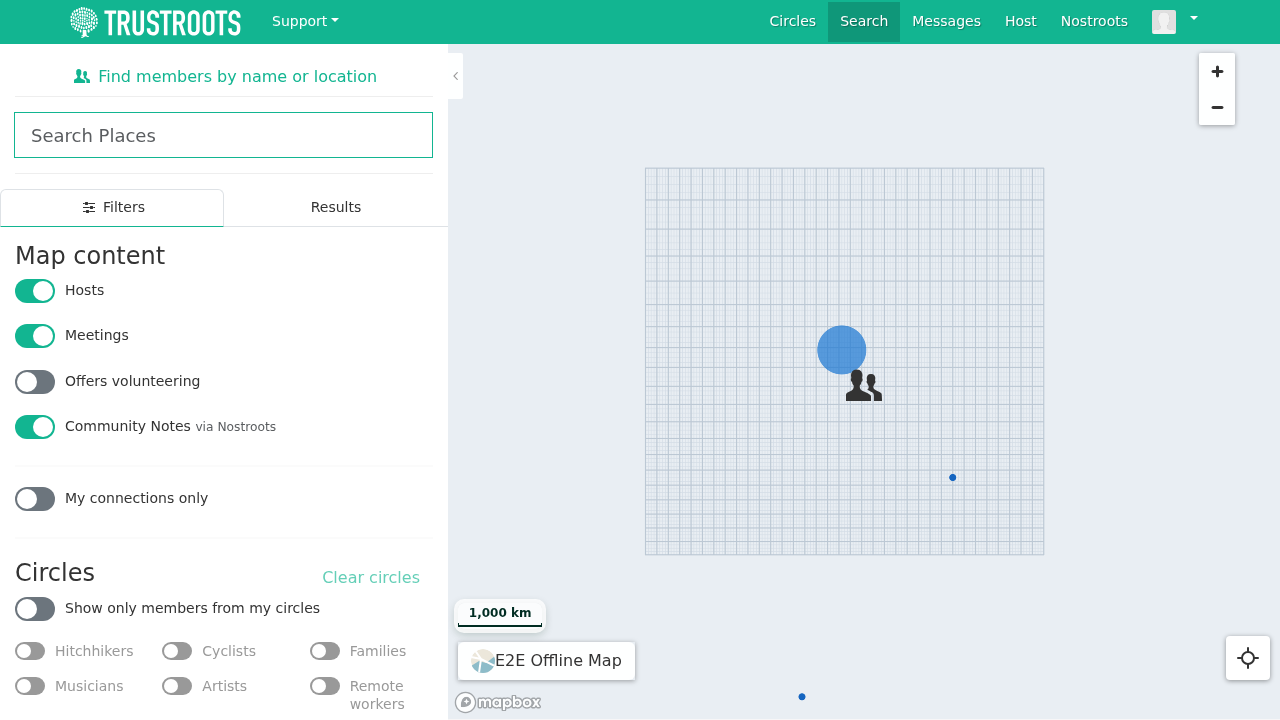 TRUSTROOTS Support Circles Search Messages Host Nostroots
Find members by name or location
Search Places
Filters Results
Map content
Hosts
Meetings
Offers volunteering
Community Notes via Nostroots
My connections only
Circles Clear circles
Show only members from my circles
Hitchhikers Cyclists Families
Musicians Artists Remote workers
1,000 km
E2E Offline Map
mapbox